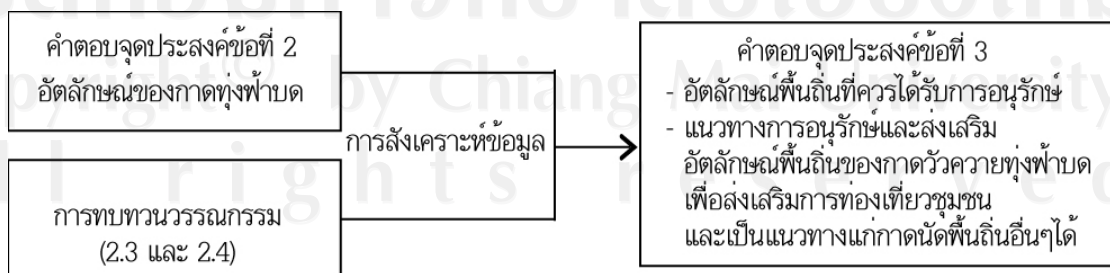 คำตอบจุดประสงค์ข้อที่ 2
อัตลักษณ์ของกาดทุ่งฟ้าบด
การทบทวนวรรณกรรม
(2.3 และ 2.4)
การสังเคราะห์ข้อมูล
คำตอบจุดประสงค์ข้อที่ 3
- อัตลักษณ์พื้นถิ่นที่ควรได้รับการอนุรักษ์
- แนวทางการอนุรักษ์และส่งเสริม
อัตลักษณ์พื้นถิ่นของกาดวัวควายทุ่งฟ้าบด
เพื่อส่งเสริมการท่องเที่ยวชุมชน
และเป็นแนวทางแก่กาดนัดพื้นถิ่นอื่นๆได้
by Chiang Mai University
rights reserved